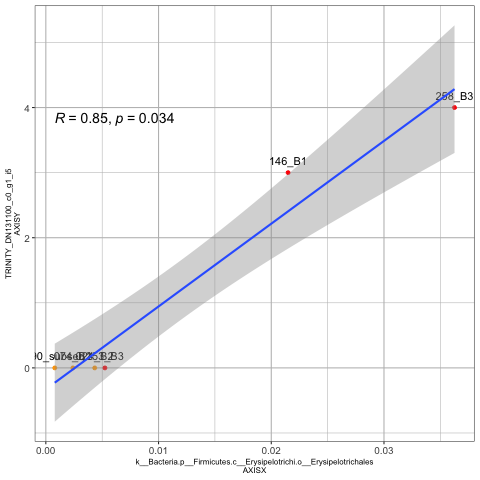 258_B3
4
R = 0.85, p = 0.034
146_B1
2
0
0.00
0.01
0.02
0.03
k__Bacteria.p__Firmicutes.c__Erysipelotrichi.o__Erysipelotrichales
AXISX
TRINITY_DN131100_c0_g1_i5
AXISY